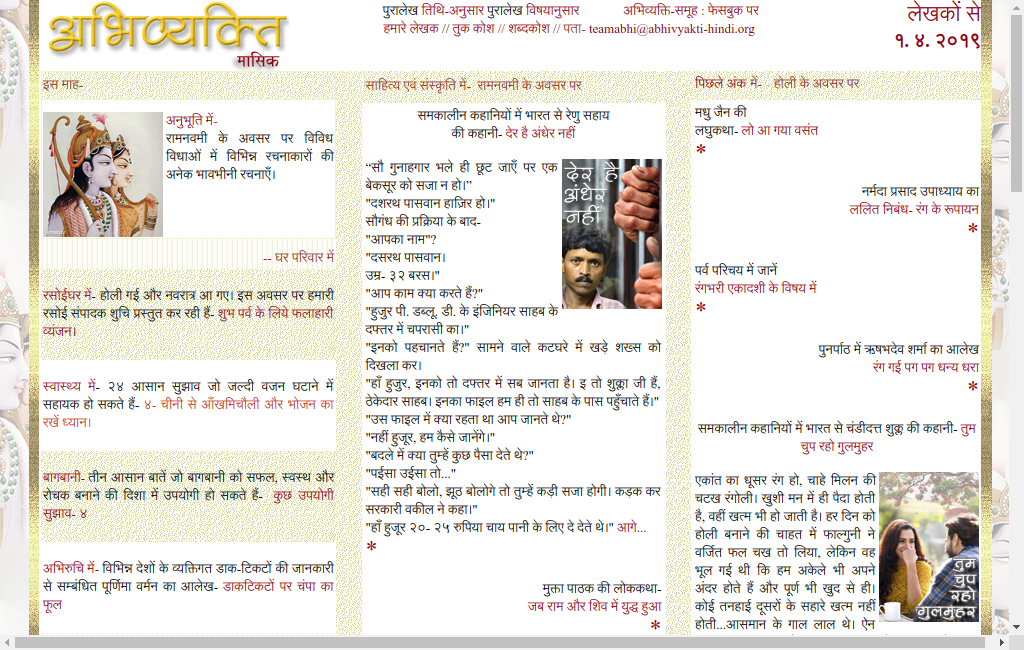 अभिव्यक्ति
मासिक
पुरालेख तिथि-अनुसार पुरालेख विषयानुसार अभिव्यक्ति-समूह : फेसबुक पर
हमारे लेखक // तुक कोश // शब्दकोश // पता- teamabhi@abhivyakti-hindi.org
लेखकों से
१. ४. २०१९
इस माह-
अनुभूति में-
रामनवमी के अवसर पर विविध
विधाओं में विभिन्न रचनाकारों की
अनेक भावभीनी रचनाएँ।
-- घर परिवार में
रसोईघर में- होली गई और नवरात्र आ गए। इस अवसर पर हमारी
रसोई संपादक शुचि प्रस्तुत कर रही हैं- शुभ पर्व के लिये फलाहारी
व्यंजन।
स्वास्थ्य में- २४ आसान सुझाव जो जल्दी वजन घटाने में
सहायक हो सकते हैं- ४- चीनी से आँखमिचौली और भोजन का
रखें ध्यान।
बागबानी- तीन आसान बातें जो बागबानी को सफल, स्वस्थ और
रोचक बनाने की दिशा में उपयोगी हो सकते हैं- कुछ उपयोगी
सुझाव- ४
अभिरुचि में- विभिन्न देशों के व्यक्तिगत डाक-टिकटों की जानकारी
से सम्बंधित पूर्णिमा वर्मन का आलेख- डाकटिकटों पर चंपा का
फूल
साहित्य एवं संस्कृति में- रामनवमी के अवसर पर
समकालीन कहानियों में भारत से रेणु सहाय
की कहानी- देर है अंधेर नहीं
“सौ गुनाहगार भले ही छूट जाएँ पर एक
बेकसूर को सजा न हो।”
"दशरथ पासवान हाज़िर हो।"
सौगंध की प्रक्रिया के बाद-
"आपका नाम"?
"दसरथ पासवान।
उम्र- ३२ बरस।"
"आप काम क्या करते हैं?"
"हुजुर पी. डब्लू. डी. के इंजिनियर साहब के
दफ्तर में चपरासी का।"
"इनको पहचानते हैं?" सामने वाले कटघरे में खड़े शख्स को
दिखला कर।
"हाँ हुजुर, इनको तो दफ्तर में सब जानता है। इ तो शुक्ला जी हैं,
ठेकेदार साहब। इनका फाइल हम ही तो साहब के पास पहुँचाते हैं।"
"उस फाइल में क्या रहता था आप जानते थे?"
"नहीं हुजूर, हम कैसे जानेंगे।"
"बदले में क्या तुम्हें कुछ पैसा देते थे?"
"पईसा उईसा तो..."
"सही सही बोलो, झूठ बोलोगे तो तुम्हें कड़ी सजा होगी। कड़क कर
सरकारी वकील ने कहा।"
"हाँ हुजूर २०- २५ रुपिया चाय पानी के लिए दे देते थे।" आगे...
*
देर है
अंधेर
नहीं
मुक्ता पाठक की लोककथा-
जब राम और शिव में युद्ध हुआ
*
पिछले अंक में- होली के अवसर पर
मधु जैन की
लघुकथा- लो आ गया वसंत
*
नर्मदा प्रसाद उपाध्याय का
ललित निबंध- रंग के रूपायन
*
पर्व परिचय में जानें
रंगभरी एकादशी के विषय में
*
पुनर्पाठ में ऋषभदेव शर्मा का आलेख
रंग गई पग पग धन्य धरा
*
समकालीन कहानियों में भारत से चंडीदत्त शुक्ल की कहानी- तुम
चुप रहो गुलमुहर
एकांत का धूसर रंग हो, चाहे मिलन की
चटख रंगोली। खुशी मन में ही पैदा होती
है, वहीं खत्म भी हो जाती है। हर दिन को
होली बनाने की चाहत में फाल्गुनी ने
वर्जित फल चख तो लिया, लेकिन वह
भूल गई थी कि हम अकेले भी अपने
अंदर होते हैं और पूर्ण भी खुद से ही।
कोई तनहाई दूसरों के सहारे खत्म नहीं
होती...आसमान के गाल लाल थे। ऐन
तुम
चुप
रहो
गुलमुहर